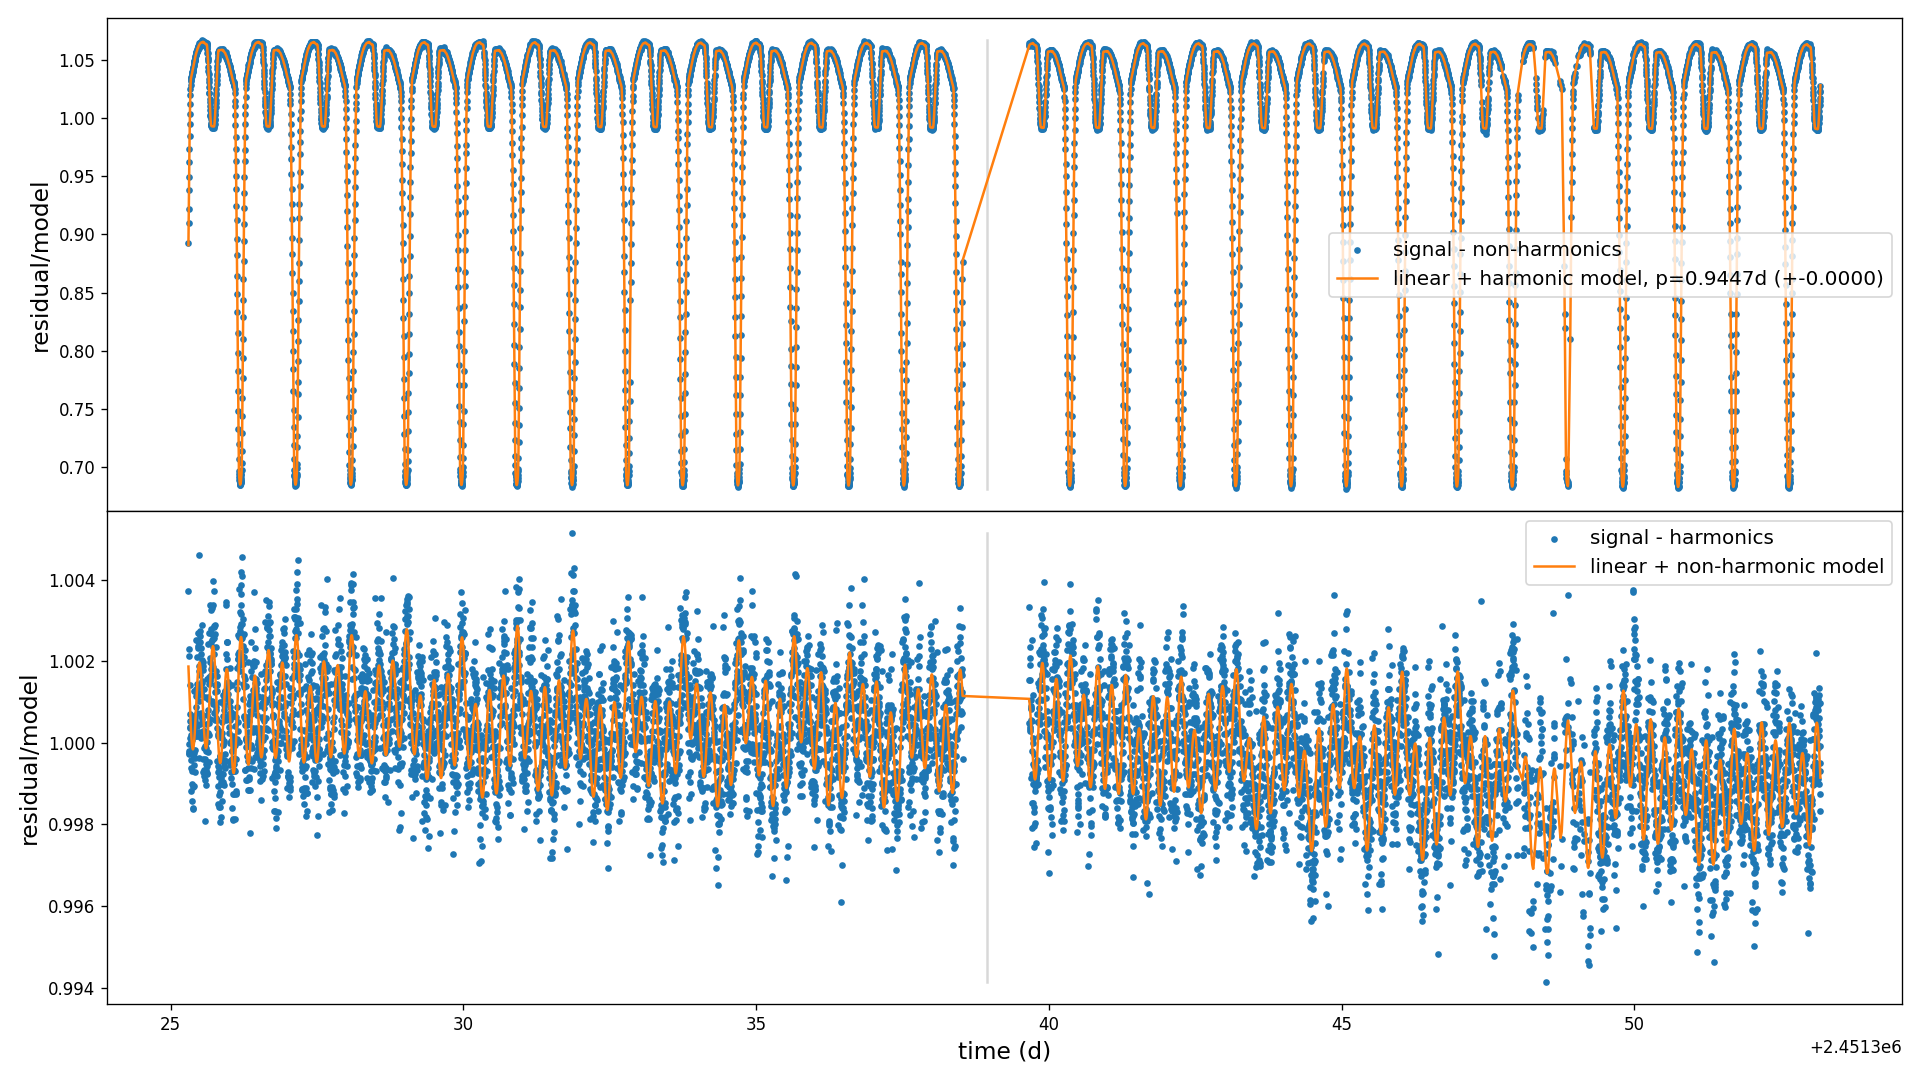 1.05
1.00
0.95
0.90
0.85
0.80
0.75
0.70
residual/model
signal - non-harmonics
linear + harmonic model, p=0.9447d (+-0.0000)
signal - harmonics
linear + non-harmonic model
1.004
1.002
1.000
0.998
0.996
0.994
residual/model
25 30 35 40 45 50
time (d)
+2.4513e6